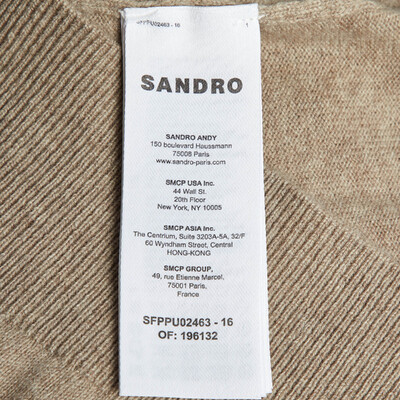 SFPPU02463 - 16 1
SANDRO
SANDRO ANDY
150 boulevard Haussmann
75008 Paris
www.sandro-paris.com
SMCP USA Inc.
44 Wall St.
20th Floor
New York, NY 10005
SMCP ASIA Inc.
The Centrium, Suite 3203A-5A, 32/F
60 Wyndham Street, Central
HONG-KONG
SMCP GROUP,
49, rue Etienne Marcel.
75001 Paris,
France
SFPPU02463 - 16
OF: 196132